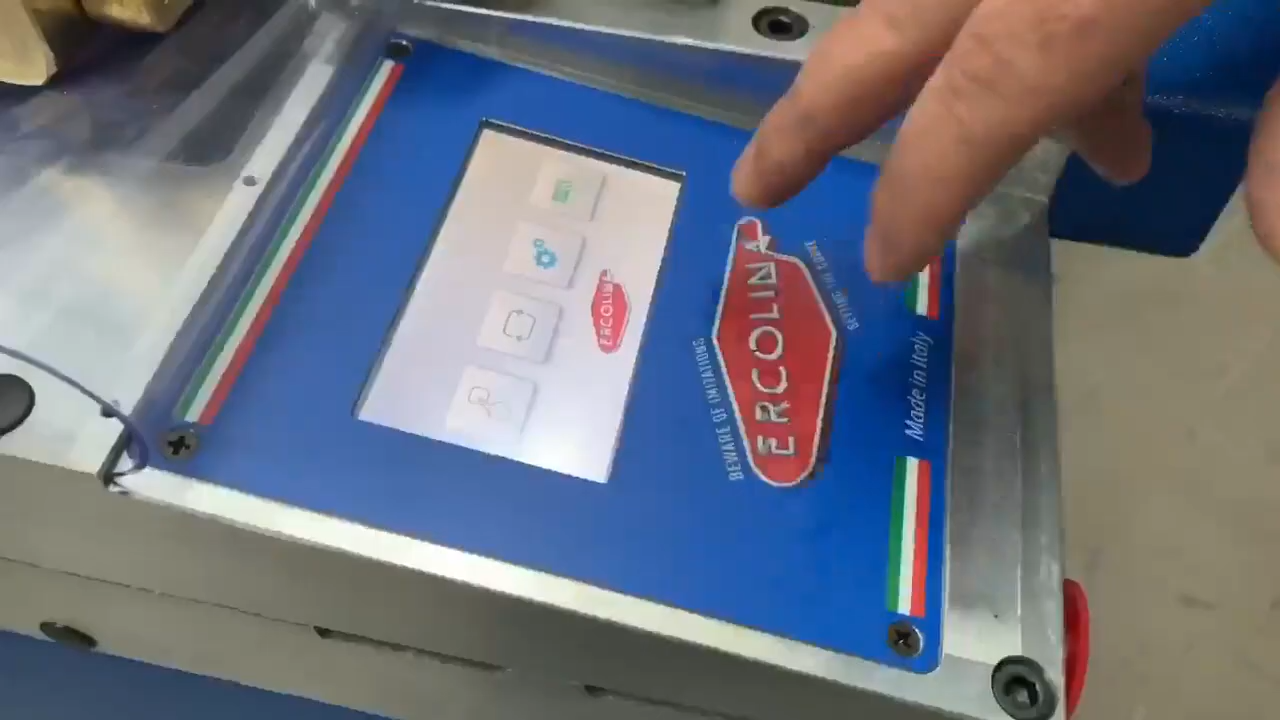 ERCOLINA
ERCOLINA
BEWARE OF IMITATIONS
SETTING THE CURVE
Made in Italy